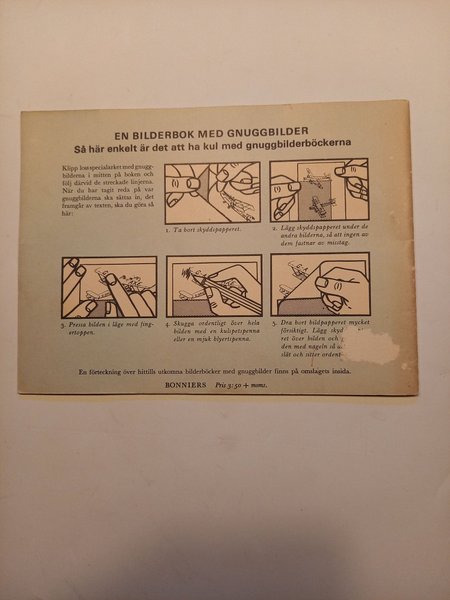 EN BILDERBOK MED GNUGGBILDER
Så här enkelt är det att ha kul med gnuggbilderböckerna
Klipp loss specialarket med gnugg-
bilderna i mitten på boken och
följ därvid de streckade linjerna.
När du har tagit reda på var
gnuggbilderna ska sättas in, det
framgår av texten, ska du göra så
här:
1. Ta bort skyddspapperet.
2. Lägg skyddspapperet under de
andra bilderna, så att ingen av
dem fastnar av misstag.
3. Pressa bilden i läge med fing-
ertoppen.
4. Skugga ordentligt över hela
bilden med en kulspetspenna
eller en mjuk blyertspenna.
5. Dra bort bildpapperet mycket
försiktigt. Lägg skydd
ret över bilden och g
den med nageln så
slät och sitter ordent
En förteckning över hittills utkomna bilderböcker med gnuggbilder finns på omslagets insida.
BONNIERS Pris 3:50 + moms.